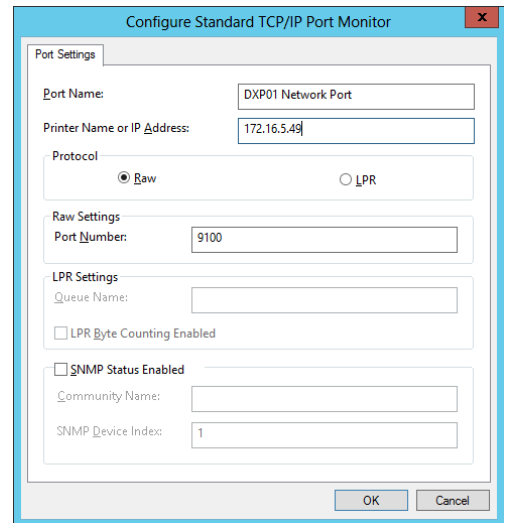 Configure Standard TCP/IP Port Monitor
x
Port Settings
Port Name: DXP01 Network Port
Printer Name or IP Address: 172.16.5.49
Protocol
Raw LPR
Raw Settings
Port Number: 9100
LPR Settings
Queue Name:
LPR Byte Counting Enabled
SNMP Status Enabled
Community Name:
SNMP Device Index: 1
OK Cancel